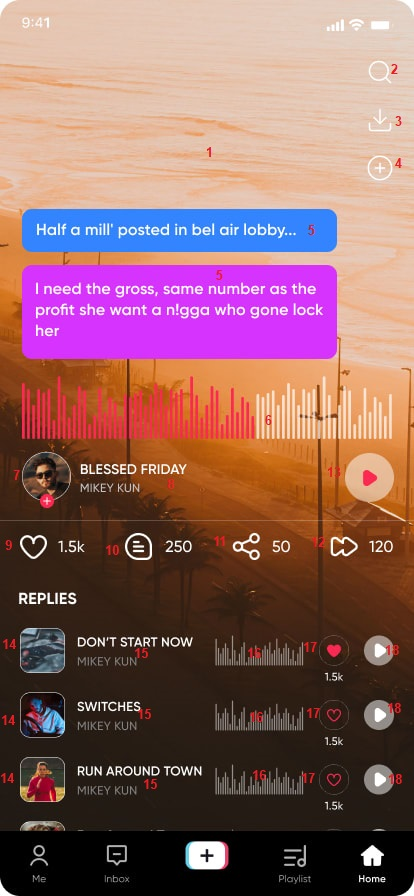 9:41
2
3
1
4
Half a mill' posted in bel air lobby... 5
5
I need the gross, same number as the
profit she want a n!gga who gone lock
her
6
7 BLESSED FRIDAY 13
MIKEY KUN 8
9 1.5k 10 250 11 50 12 120
REPLIES
14 DON'T START NOW 16 17 18
MIKEY KUN 15
1.5k
14 SWITCHES 15 16 17 18
MIKEY KUN
1.5k
14 RUN AROUND TOWN 16 17 18
MIKEY KUN 15
1.5k
Me Inbox Playlist Home